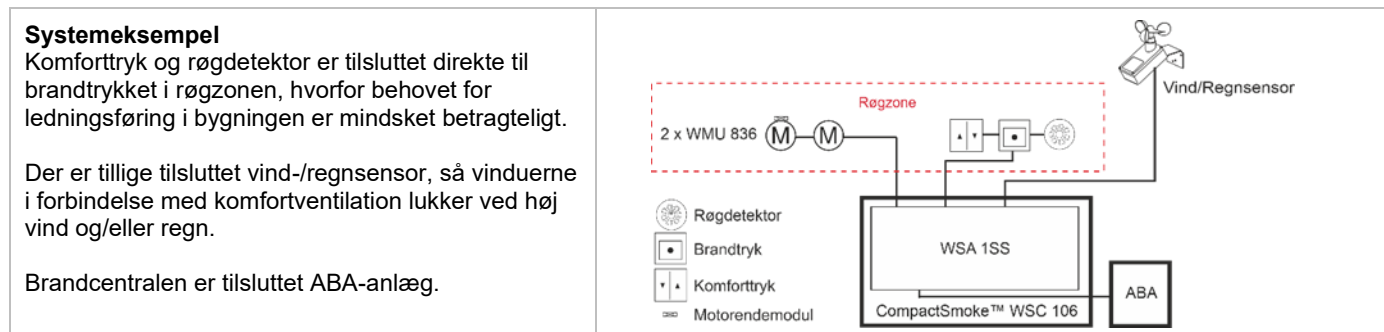 Systemeksempel
Komforttryk og røgdetektor er tilsluttet direkte til
brandtrykket i røgzonen, hvorfor behovet for
ledningsføring i bygningen er mindsket betragteligt.
Der er tillige tilsluttet vind-/regnsensor, så vinduerne
i forbindelse med komfortventilation lukker ved høj
vind og/eller regn.
Brandcentralen er tilsluttet ABA-anlæg.
Vind/Regnsensor
Røgzone
2 x WMU 836
M
M
Røgdetektor
Brandtryk
Komforttryk
Motorendemodul
WSA 1SS
CompactSmoke™ WSC 106
ABA